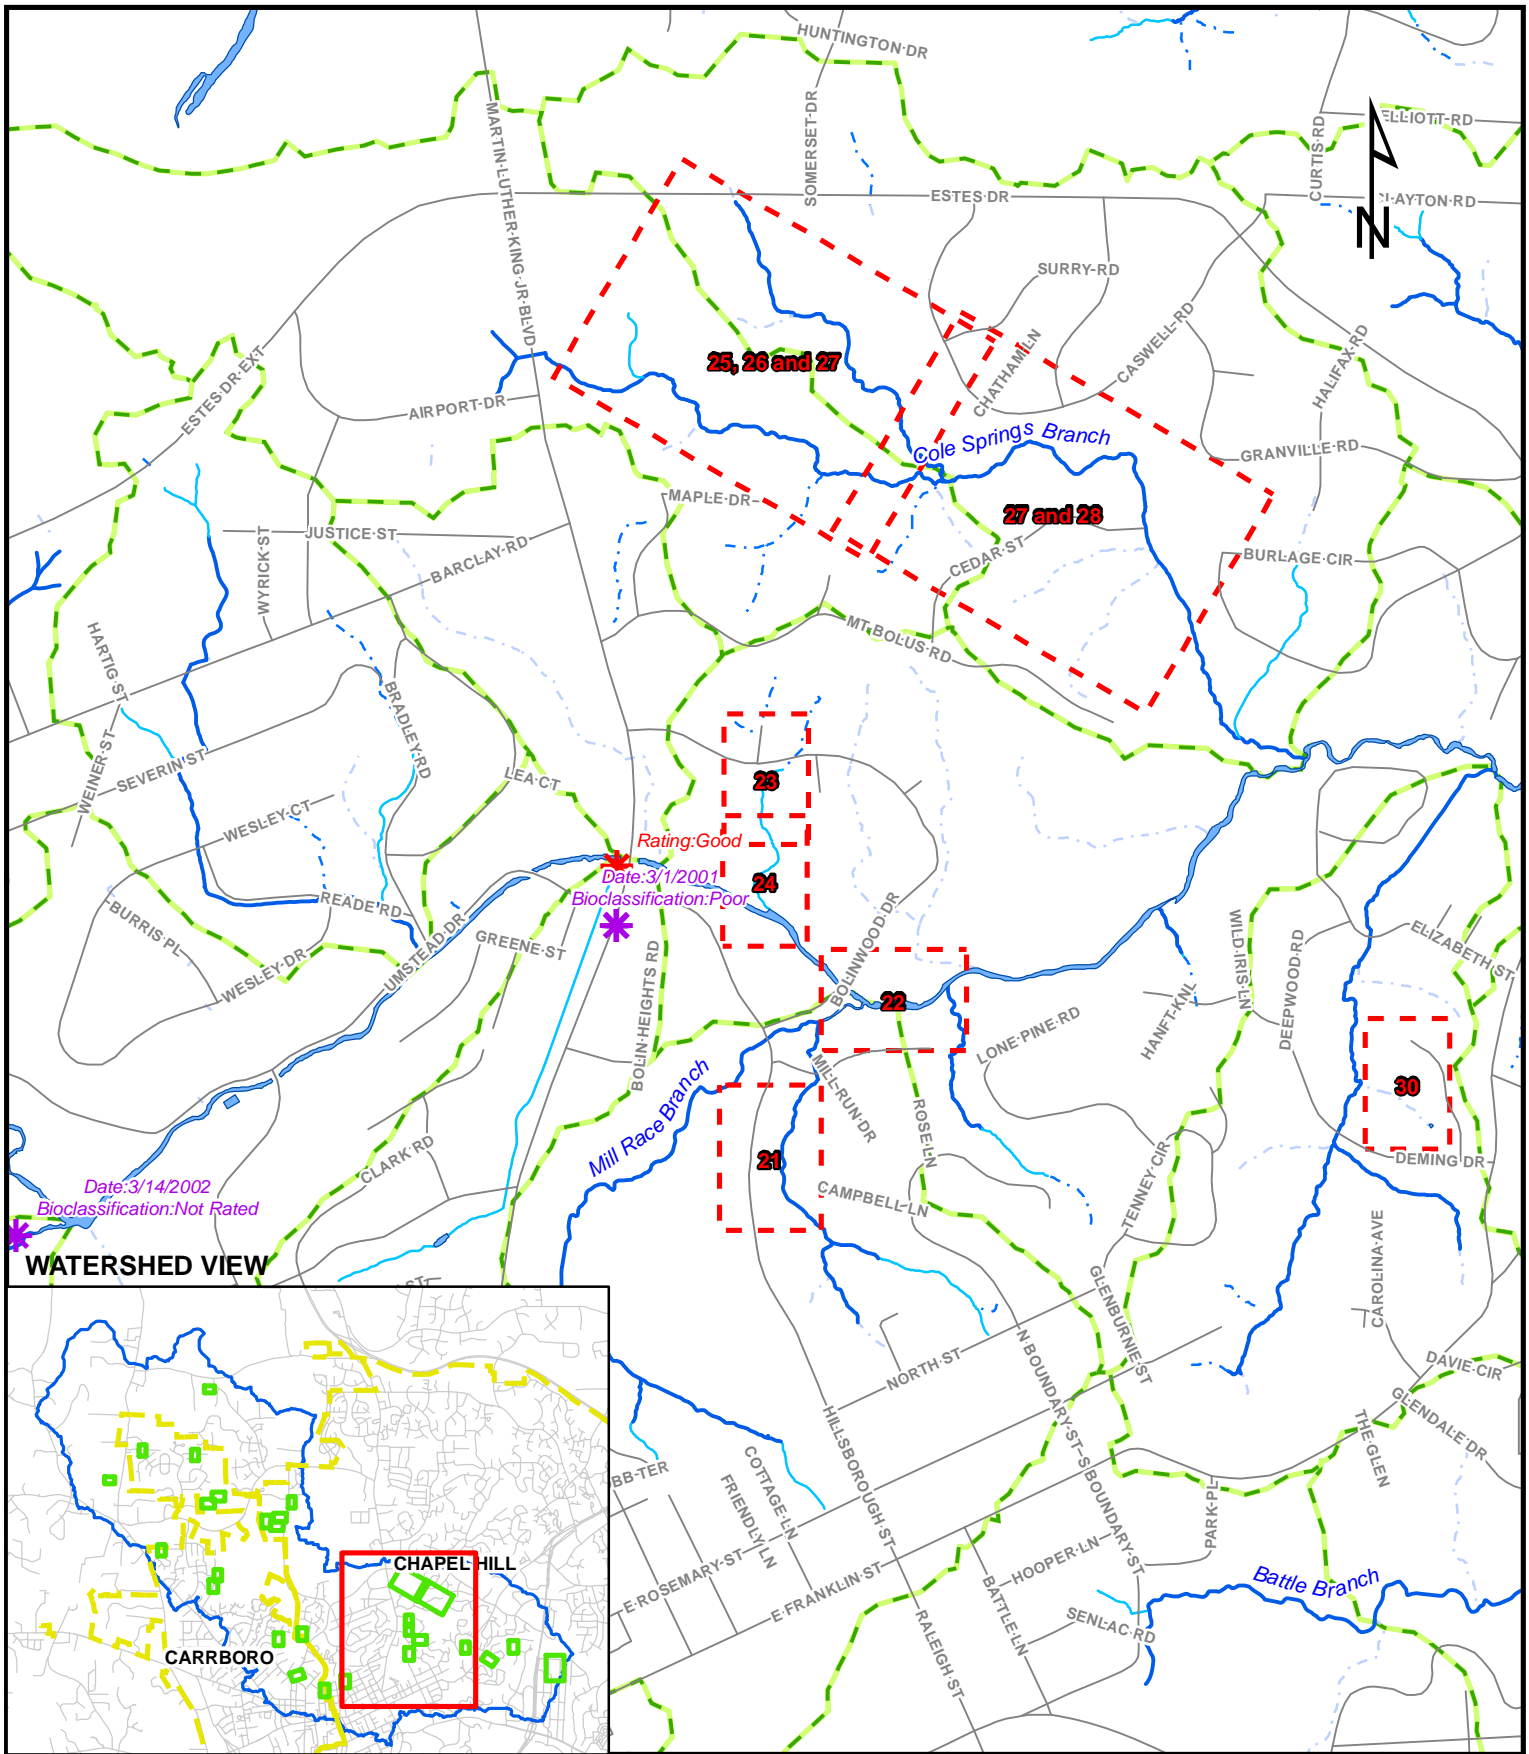 HUNTINGTON DR
MARTIN LUTHER KING JR BLVD
SOMERSET DR
CURTIS RD
ELLIOTT RD
ESTES DR
CLAYTON RD
N
SURRY RD
CASWELL RD
CHATHAM LN
HALIFAX RD
25, 26 and 27
ESTES DR EXT
AIRPORT DR
Cole Springs Branch
GRANVILLE RD
MAPLE DR
27 and 28
JUSTICE ST
WYRICK ST
BARCLAY RD
CEDAR ST
BURLAGE CIR
HARTIG ST
MT BOLUS RD
BRADLEY RD
WEINER ST
SEVERIN ST
LEA CT
23
WESLEY CT
Rating:Good
Date:3/1/2001
Bioclassification:Poor
24
READE RD
BURRIS PL
WESLEY DR
UMSTEAD DR
GREENE ST
BOLIN HEIGHTS RD
BOLINWOOD DR
22
WILD IRIS LN
DEEPWOOD RD
ELIZABETH ST
LONE PINE RD
HANFT KNL
Mill Race Branch
MILL RUN DR
ROSE LN
30
21
CLARK RD
DEMING DR
CAMPBELL LN
TENNEY CIR
Date:3/14/2002
Bioclassification:Not Rated
CAROLINA AVE
WATERSHED VIEW
ST
GLENBURNIE ST
NORTH ST
N BOUNDARY ST
S BOUNDARY ST
DAVIE CIR
GLENDALE DR
THE GLEN
HILLSBOROUGH ST
BB TER
COTTAGE LN
FRIENDLY LN
PARK PL
E ROSEMARY ST
E FRANKLIN ST
HOOPER LN
BATTLE LN
Battle Branch
SENLAC RD
RALEIGH ST
CHAPEL HILL
CARRBORO